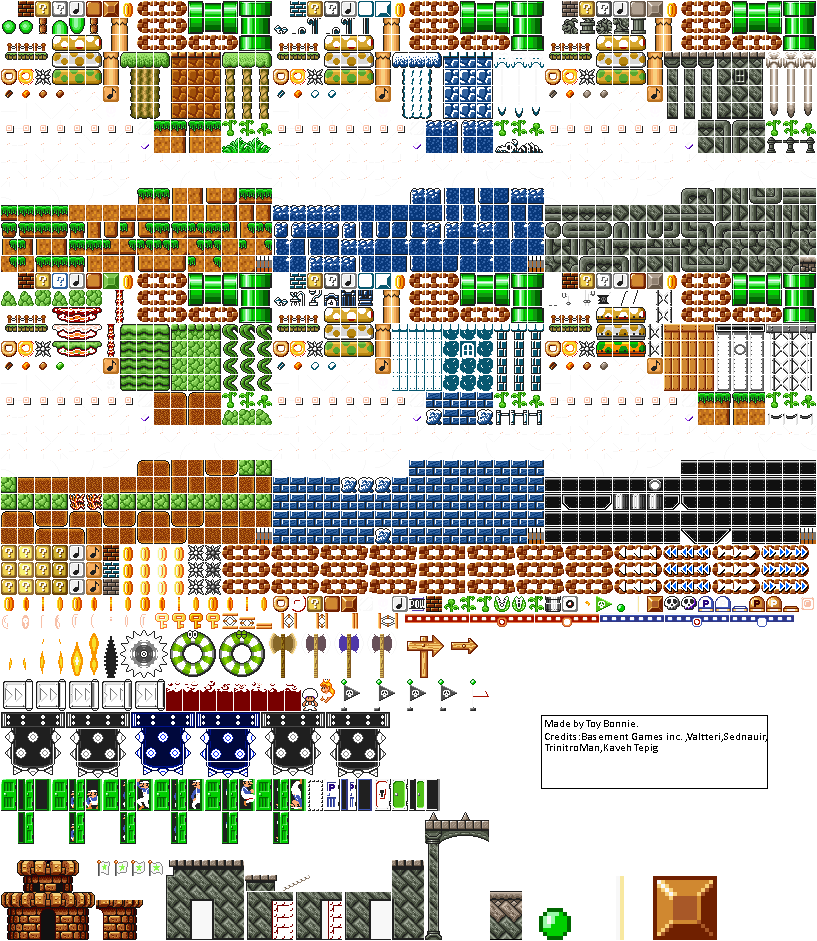 Made by Toy Bonnie.
Credits:Basement Games inc. ,Valtteri,Sednauir,
TrinitroMan,Kaveh Tepig